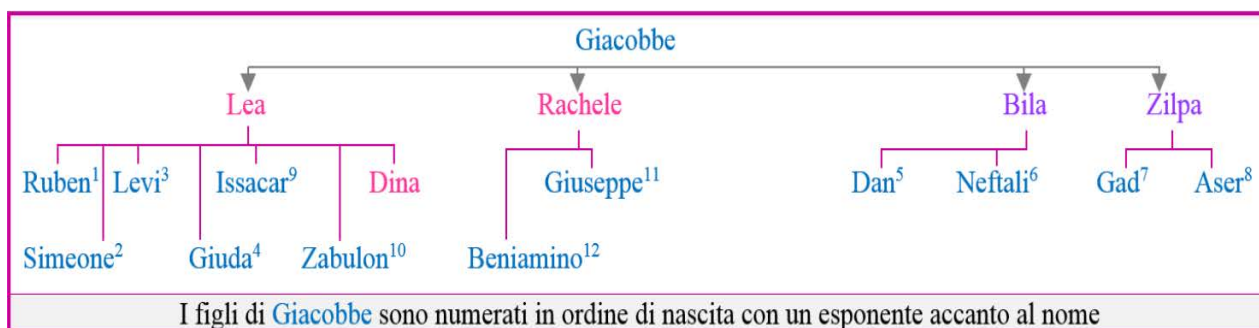 Giacobbe
Lea Rachele Bila Zilpa
Ruben¹ Levi³ Issacar⁹ Dina Giuseppe¹¹ Dan⁵ Neftali⁶ Gad⁷ Aser⁸
Simeone² Giuda⁴ Zabulon¹⁰ Beniamino¹²
I figli di Giacobbe sono numerati in ordine di nascita con un esponente accanto al nome